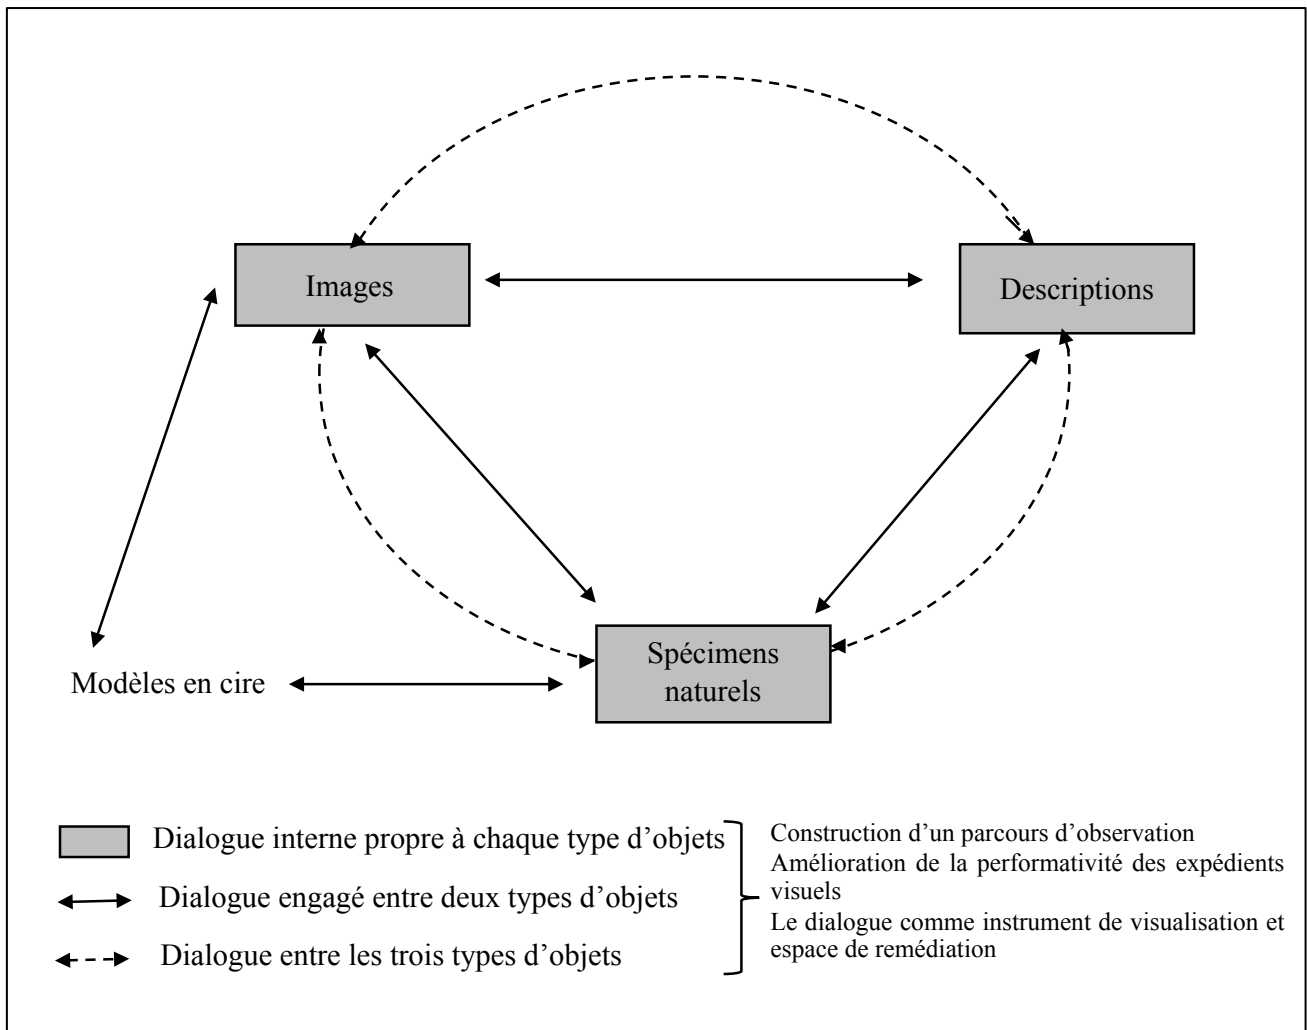 Images
Descriptions
Spécimens
naturels
Modèles en cire
Dialogue interne propre à chaque type d’objets
Dialogue engagé entre deux types d’objets
Dialogue entre les trois types d’objets
Construction d’un parcours d’observation
Amélioration de la performativité des expédients
visuels
Le dialogue comme instrument de visualisation et
espace de remédiation